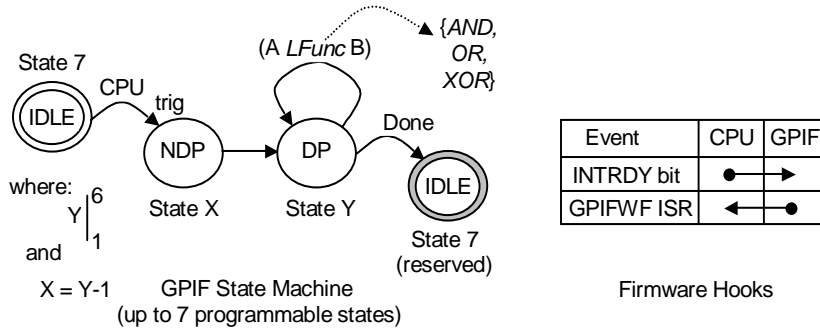 State 7
CPU
trig
IDLE
NDP
State X
(A LFunc B)
{AND,
OR,
XOR}
DP
State Y
Done
IDLE
State 7
(reserved)
where:
Y 6
1
and
X = Y-1
GPIF State Machine
(up to 7 programmable states)
Event CPU GPIF
INTRDY bit
GPIFWF ISR
Firmware Hooks